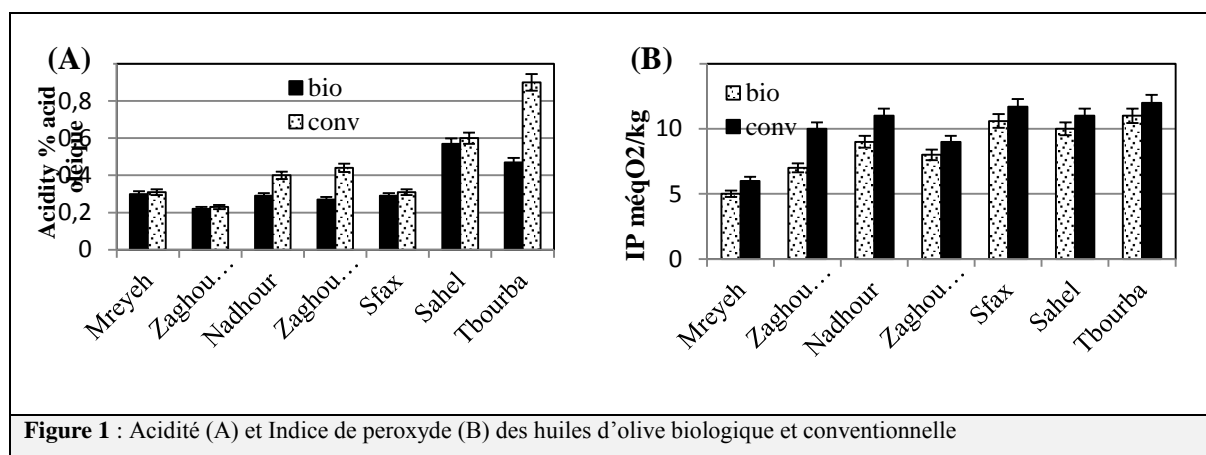 (A)
bio
conv
Acidity % acid
oleique
0,8
0,6
0,4
0,2
0
Mreyeh
Zaghou...
Nadhour
Zaghou...
Sfax
Sahel
Tbourba
(B)
bio
conv
IP méqO2/kg
10
5
0
Mreyeh
Zaghou...
Nadhour
Zaghou...
Sfax
Sahel
Tbourba
Figure 1 : Acidité (A) et Indice de peroxyde (B) des huiles d’olive biologique et conventionnelle